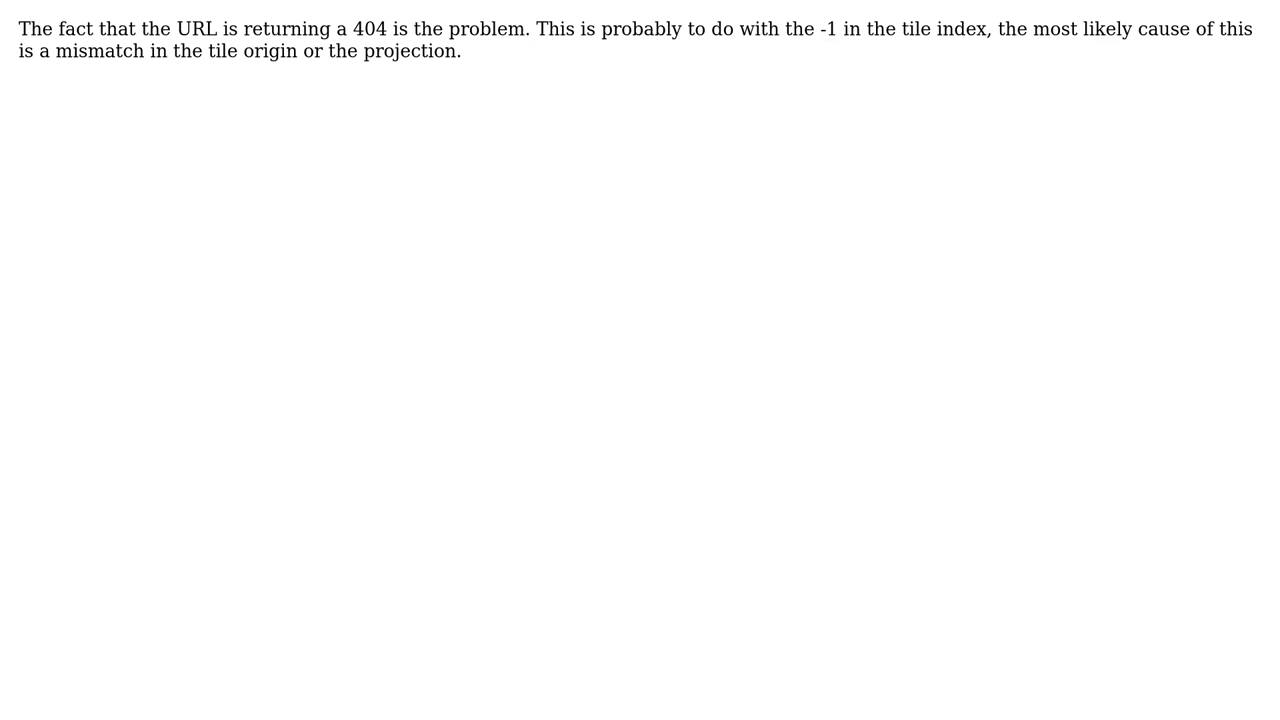 The fact that the URL is returning a 404 is the problem. This is probably to do with the -1 in the tile index, the most likely cause of this
is a mismatch in the tile origin or the projection.